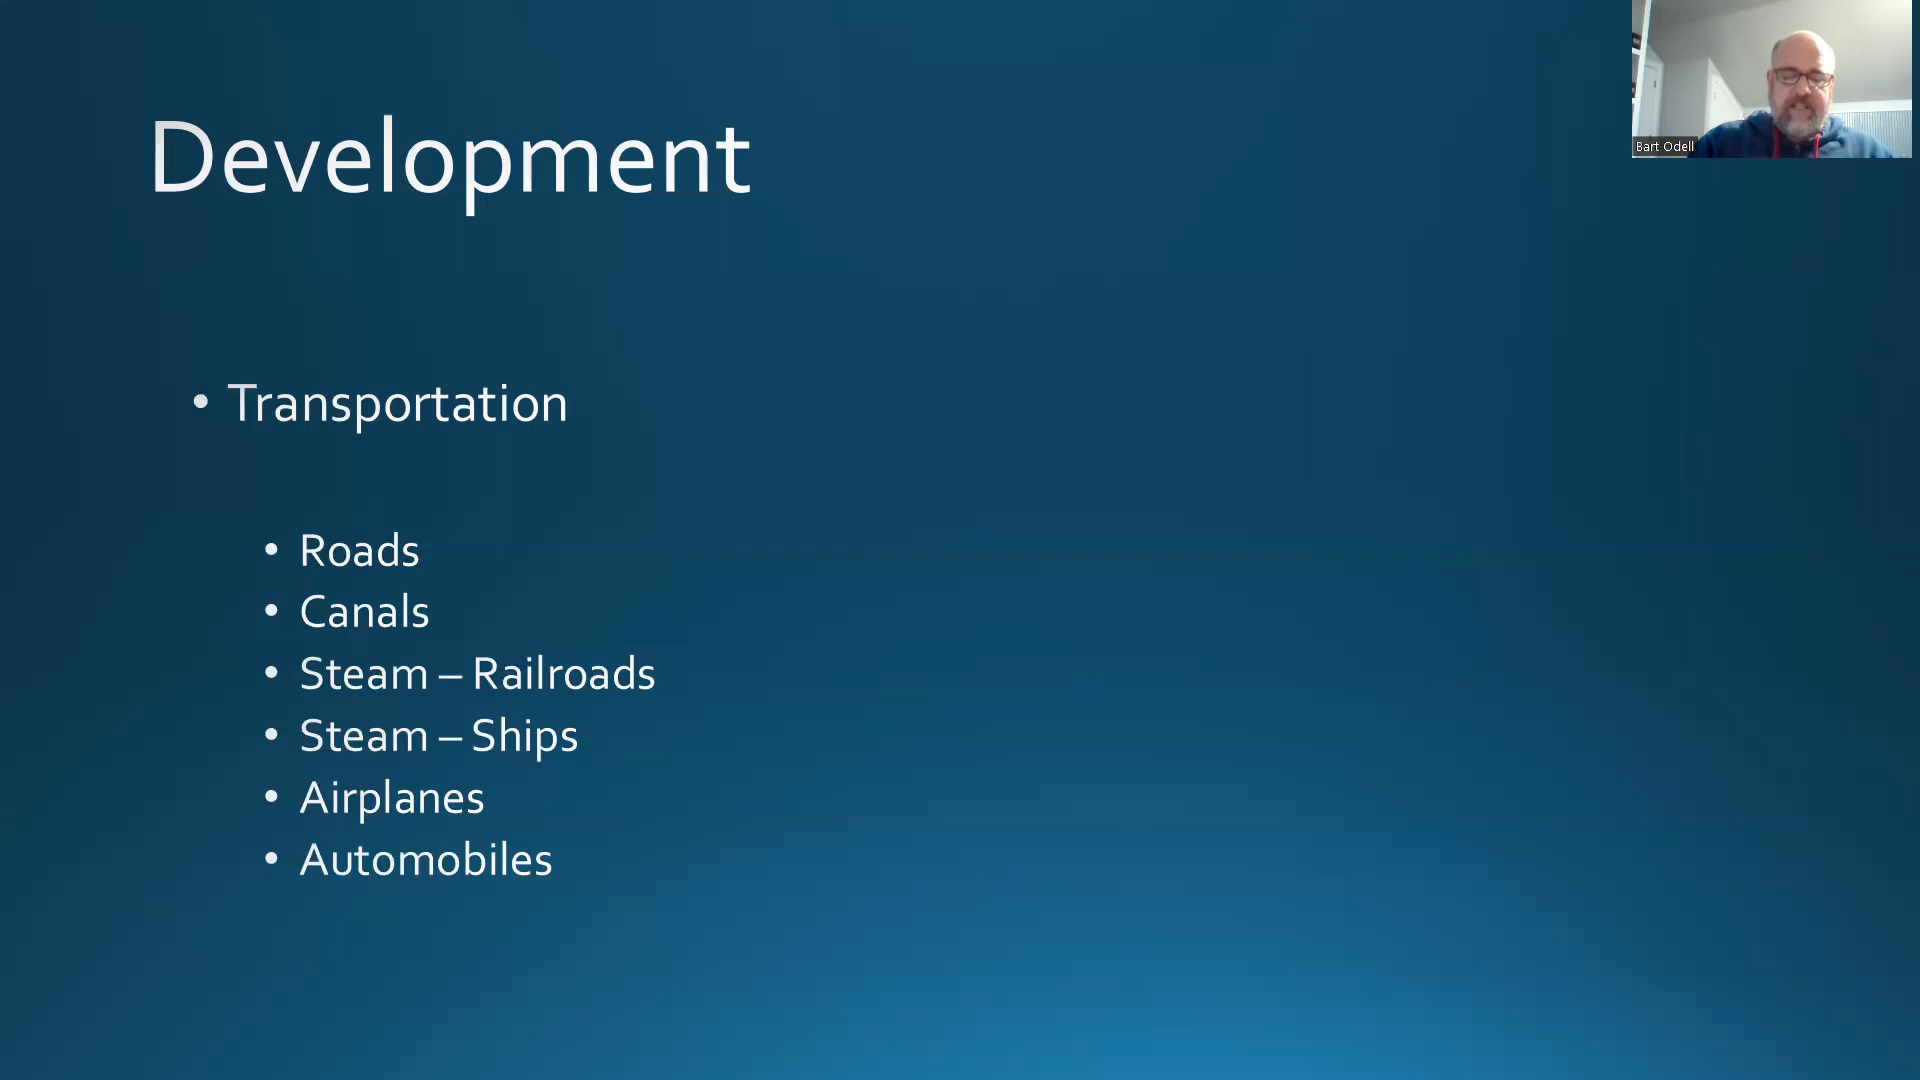 Development
Bart Odell
• Transportation
• Roads
• Canals
• Steam – Railroads
• Steam – Ships
• Airplanes
• Automobiles